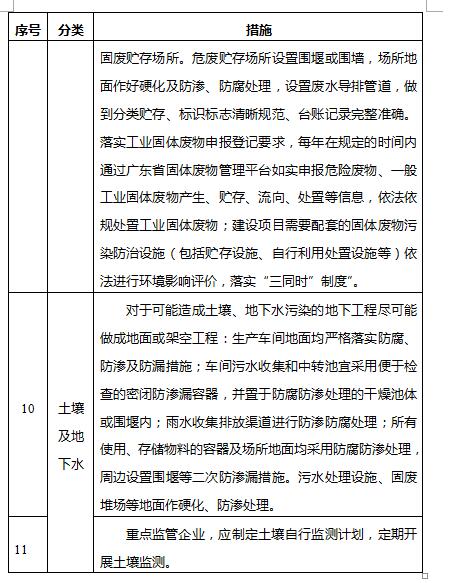 序号 分类 措施
固废贮存场所。危废贮存场所设置围堰或围墙，场所地
面作好硬化及防渗、防腐处理，设置废水导排管道，做
到分类贮存、标识标志清晰规范、台账记录完整准确。
落实工业固体废物申报登记要求，每年在规定的时间内
通过广东省固体废物管理平台如实申报危险废物、一般
工业固体废物产生、贮存、流向、处置等信息，依法依
规处置工业固体废物；建设项目需要配套的固体废物污
染防治设施（包括贮存设施、自行利用处置设施等）依
法进行环境影响评价，落实“三同时”制度”。
10
土壤
及地
下水
对于可能造成土壤、地下水污染的地下工程尽可能
做成地面或架空工程：生产车间地面均严格落实防腐、
防渗及防漏措施；车间污水收集和中转池宜采用便于检
查的密闭防渗漏容器，并置于防腐防渗处理的干燥池体
或围堰内；雨水收集排放渠道进行防渗防腐处理；所有
使用、存储物料的容器及场所地面均采用防腐防渗处理，
周边设置围堰等二次防渗漏措施。污水处理设施、固废
堆场等地面作硬化、防渗处理。
11
重点监管企业，应制定土壤自行监测计划，定期开
展土壤监测。